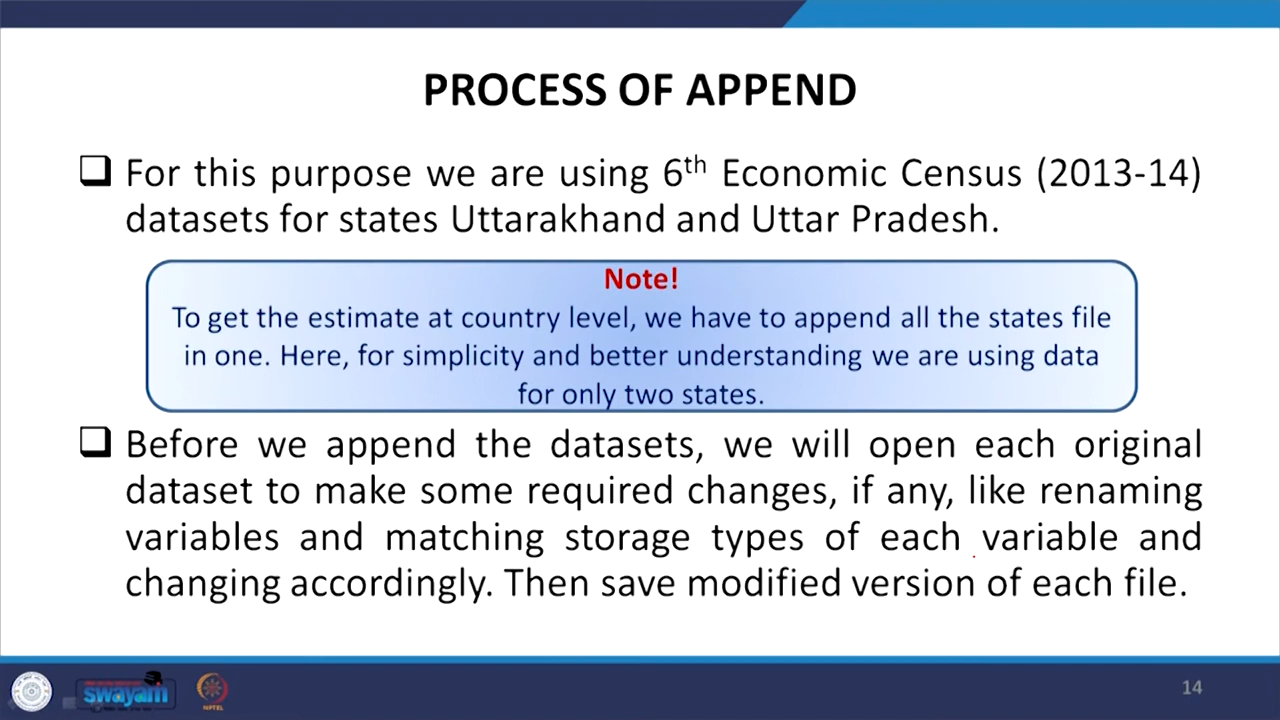 PROCESS OF APPEND
For this purpose we are using 6th Economic Census (2013-14)
datasets for states Uttarakhand and Uttar Pradesh.
Note!
To get the estimate at country level, we have to append all the states file
in one. Here, for simplicity and better understanding we are using data
for only two states.
Before we append the datasets, we will open each original
dataset to make some required changes, if any, like renaming
variables and matching storage types of each variable and
changing accordingly. Then save modified version of each file.
swayam
NPTEL
14